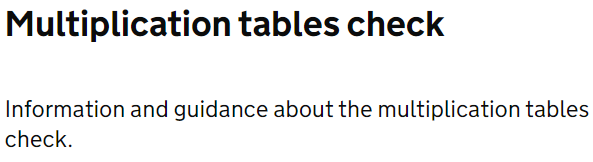 Multiplication tables check
Information and guidance about the multiplication tables
check.